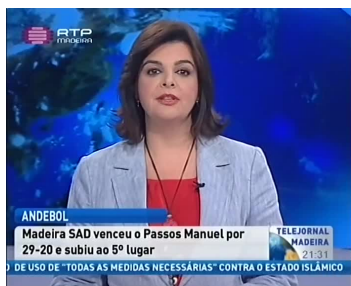 RTP
MADEIRA
ANDEBOL
Madeira SAD venceu o Passos Manuel por
29-20 e subiu ao 5º lugar
TELEJORNAL
MADEIRA
21:31
O DE USO DE "TODAS AS MEDIDAS NECESSÁRIAS" CONTRA O ESTADO ISLÂMICO